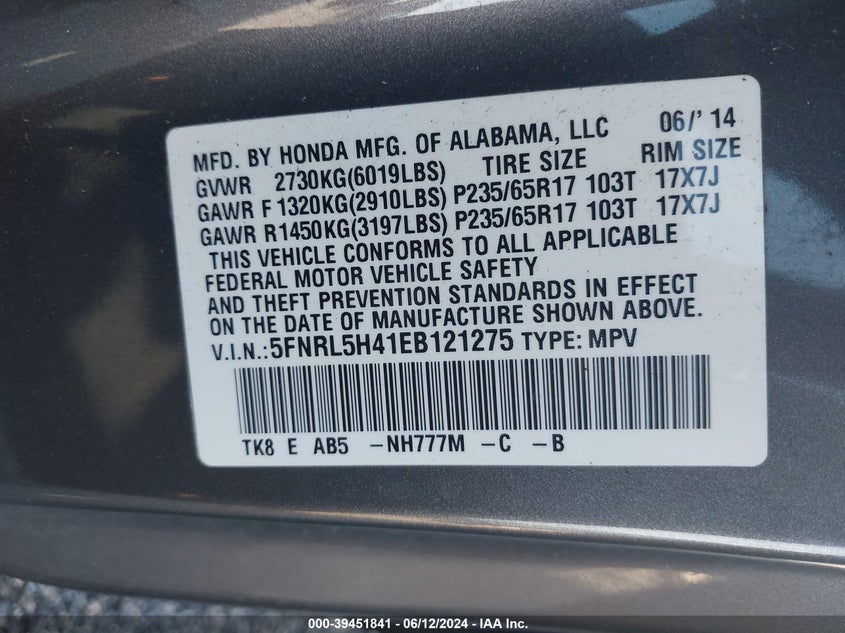 MFD. BY HONDA MFG. OF ALABAMA, LLC 06/' 14
GVWR 2730KG(6019LBS) TIRE SIZE RIM SIZE
GAWR F 1320KG(2910LBS) P235/65R17 103T 17X7J
GAWR R1450KG(3197LBS) P235/65R17 103T 17X7J
THIS VEHICLE CONFORMS TO ALL APPLICABLE
FEDERAL MOTOR VEHICLE SAFETY
AND THEFT PREVENTION STANDARDS IN EFFECT
ON THE DATE OF MANUFACTURE SHOWN ABOVE.
V.I.N.:5FNRL5H41EB121275 TYPE: MPV
TK8 E AB5 -NH777M -C -B
000-39451841 - 06/12/2024 - IAA Inc.